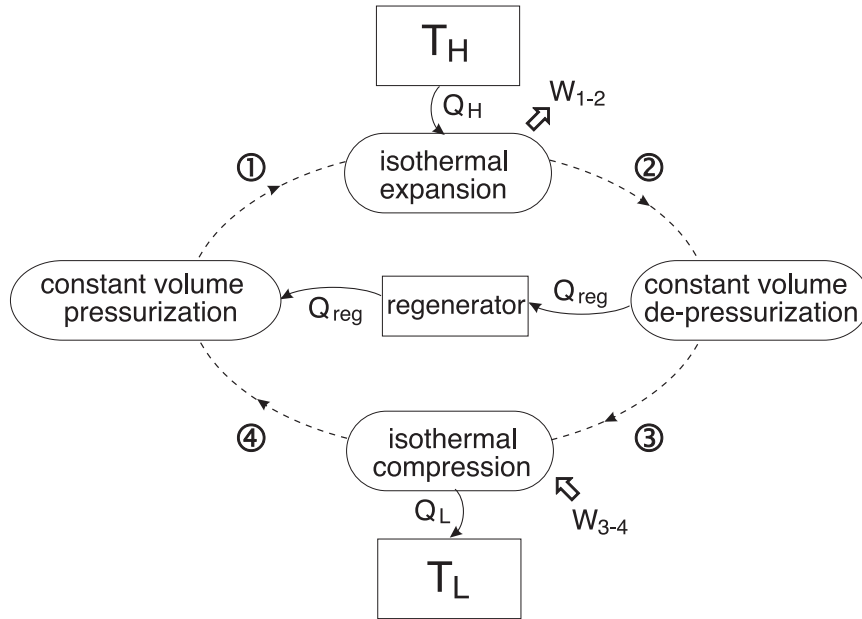 T_H
Q_H
W_1-2
①
isothermal
expansion
②
constant volume
pressurization
Q_reg
regenerator
Q_reg
constant volume
de-pressurization
④
isothermal
compression
③
Q_L
W_3-4
T_L